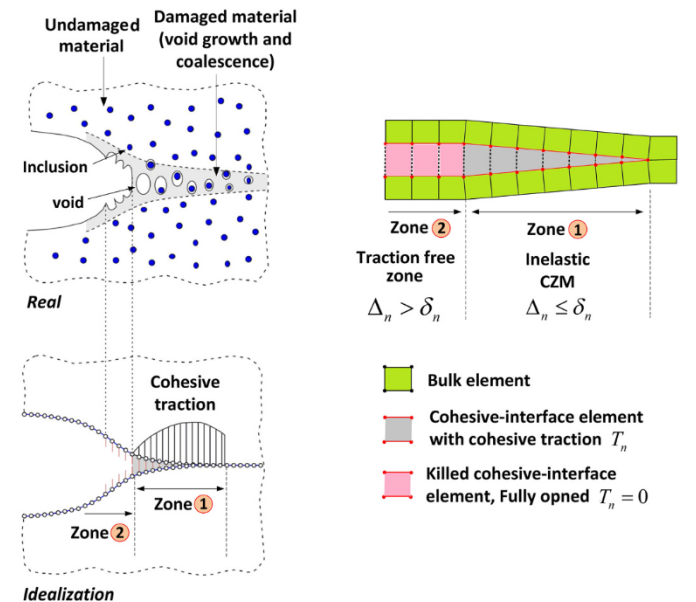 Undamaged
material
Damaged material
(void growth and
coalescence)
Inclusion
void
Real
Zone 2
Zone 1
Traction free
zone
Δn > δn
Inelastic
CZM
Δn ≤ δn
Cohesive
traction
Zone 1
Zone 2
Idealization
Bulk element
Cohesive-interface element
with cohesive traction Tn
Killed cohesive-interface
element, Fully opned Tn = 0